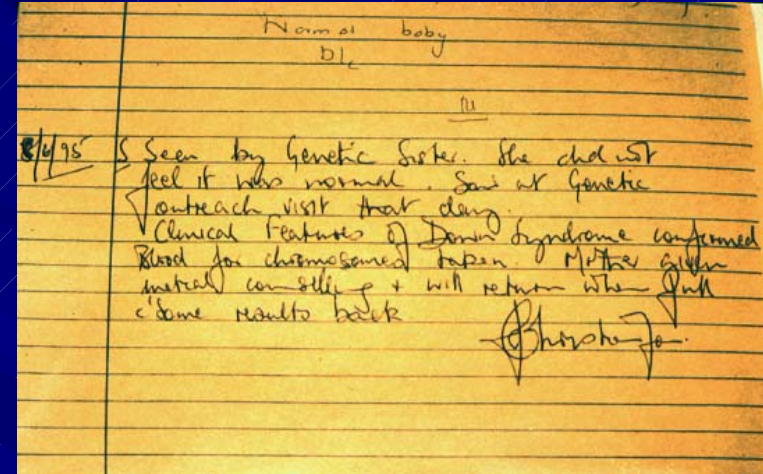 Normal baby
D/c
8/6/95 Seen by Genetic Sister. She did not
feel it was normal. Saw at Genetic
outreach visit that day.
Clinical Features of Down Syndrome confirmed
Blood for chromosomes taken. Mother given
initial counselling + will return when
c'some results back